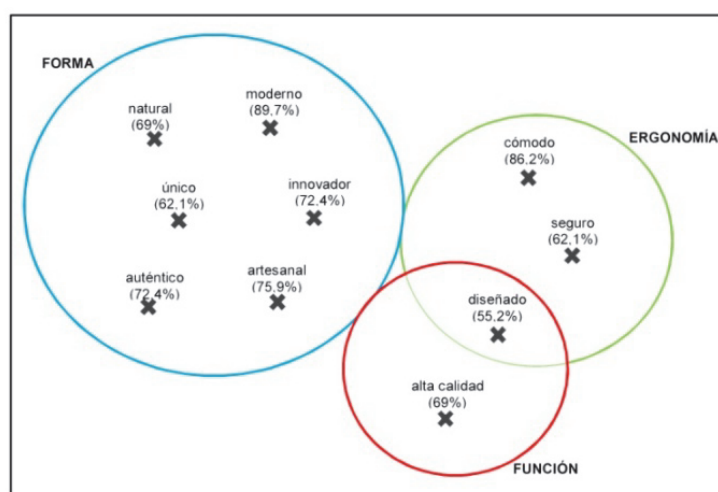 FORMA
natural
(69%)
moderno
(89,7%)
único
(62,1%)
innovador
(72,4%)
auténtico
(72,4%)
artesanal
(75,9%)
ERGONOMÍA
cómodo
(86,2%)
seguro
(62,1%)
diseñado
(55,2%)
alta calidad
(69%)
FUNCIÓN